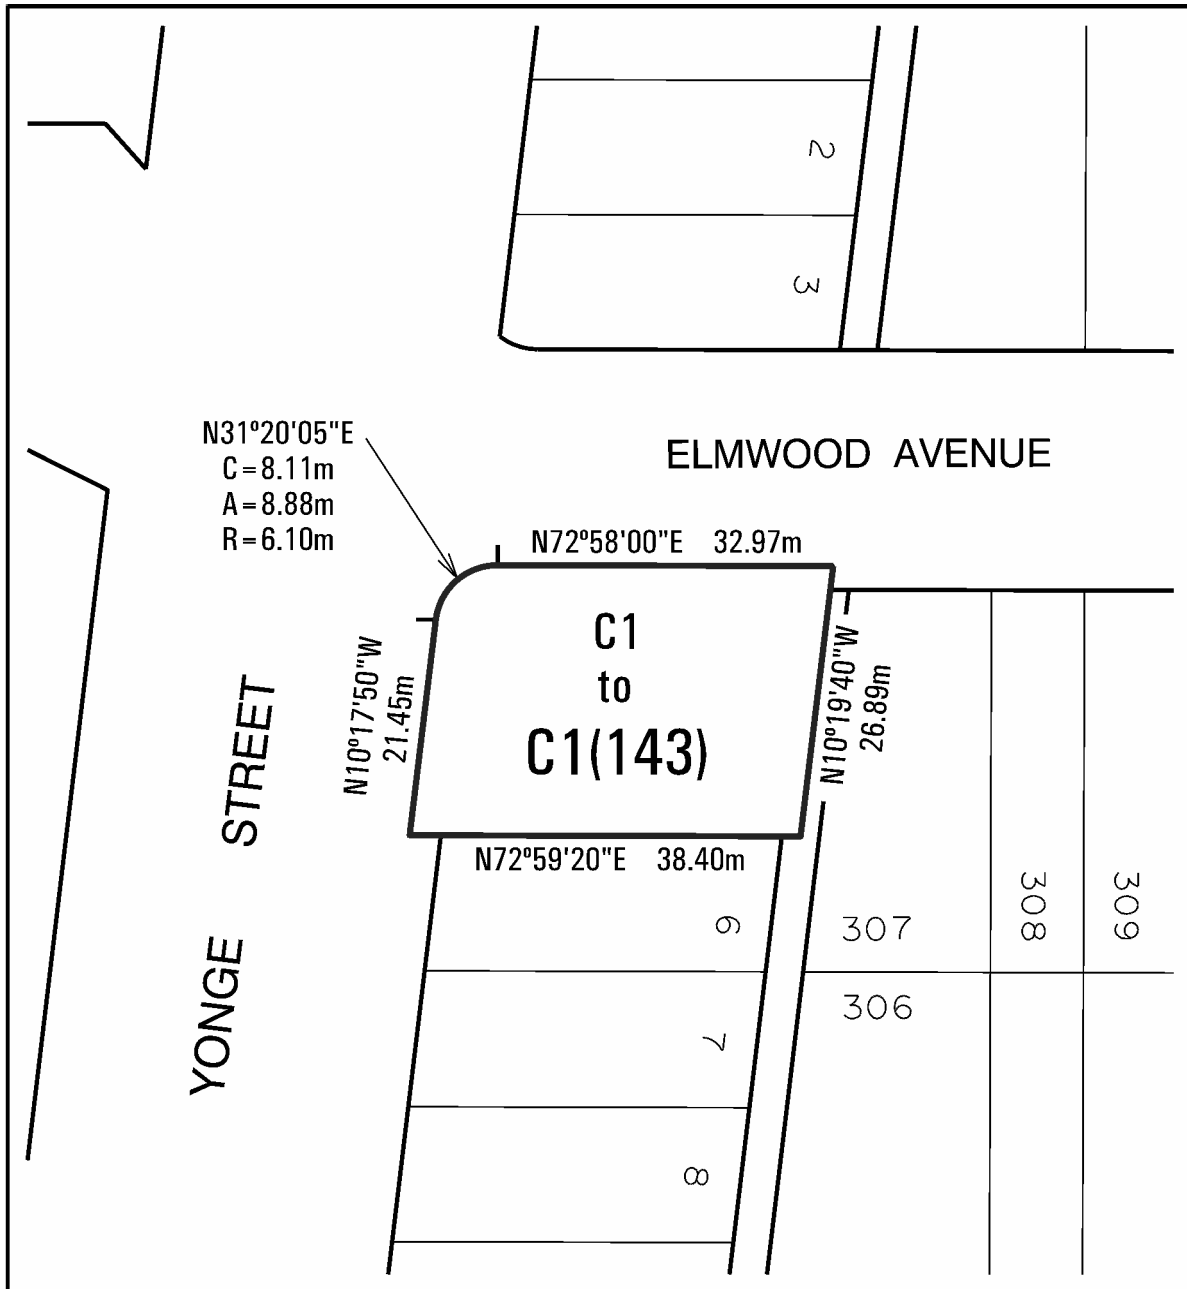 2
3
N31º20'05"E
C=8.11m
A=8.88m
R=6.10m
ELMWOOD AVENUE
N72º58'00"E 32.97m
C1
to
C1(143)
N10º17'50"W
21.45m
N10º19'40"W
26.89m
YONGE STREET
N72º59'20"E 38.40m
6
307
308
309
306
7
8